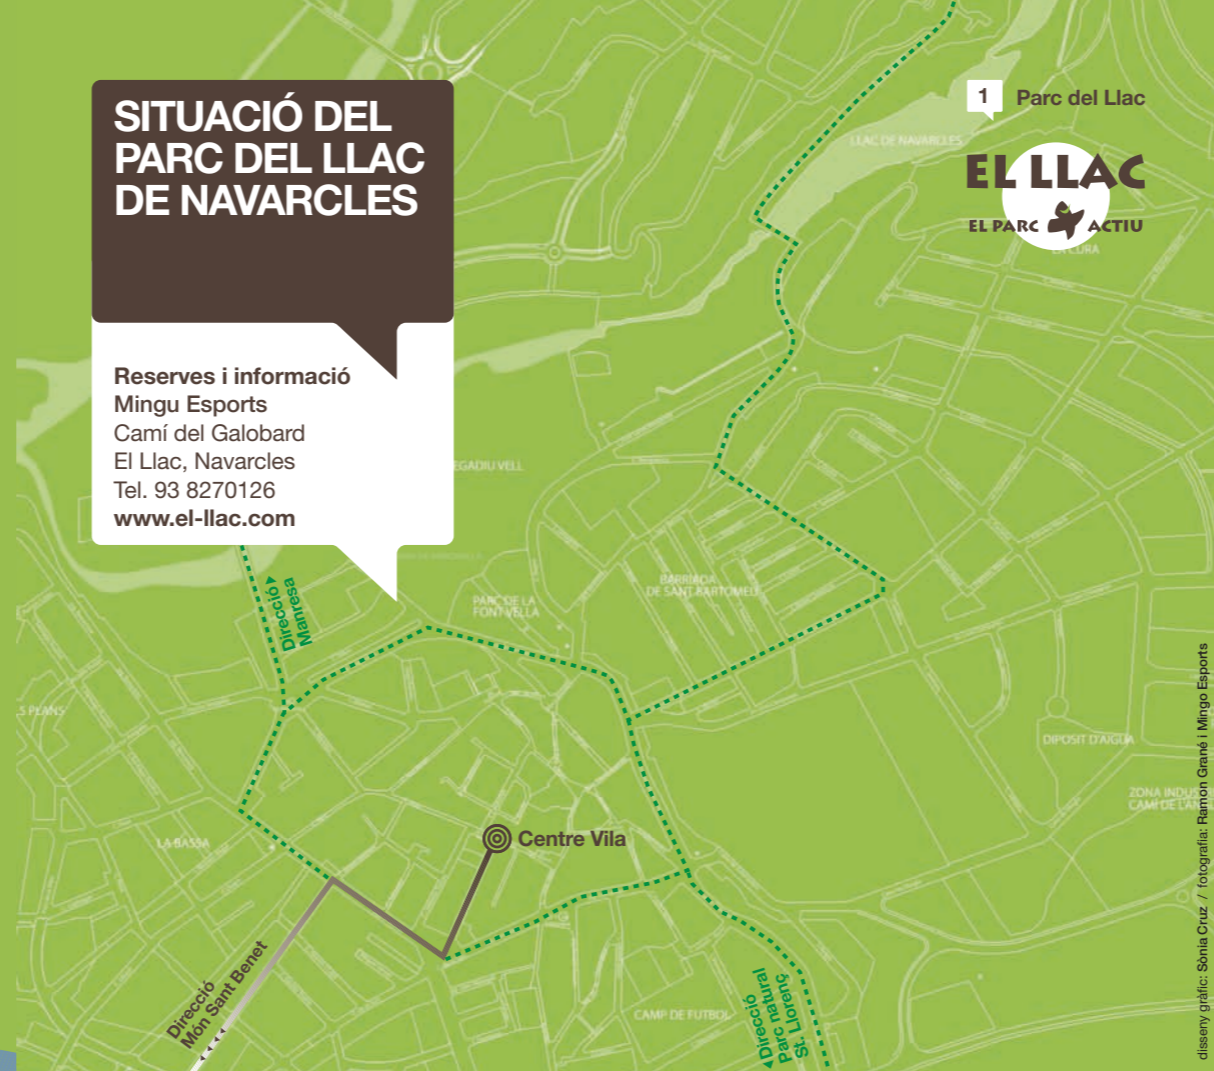 SITUACIÓ DEL
PARC DEL LLAC
DE NAVARCLES
Reserves i informació
Mingu Esports
Camí del Galobard
El Llac, Navarcles
Tel. 93 8270126
www.el-llac.com
1 Parc del Llac
EL LLAC
EL PARC ACTIU
LLAC DE NAVARCLES
LA CURA
EGADIU VELL
BARRIADA
DE SANT BARTOMEU
PARC DE LA
FONT VELLA
Direcció
Manresa
S PLANS
DIPOSIT D'AIGUA
ZONA INDUS
LA BASSA
Centre Vila
Direcció
Món Sant Benet
CAMP DE FUTBOL
Direcció
Parc natural
St. Llorenç
disseny gràfic: Sònia Cruz / fotografia: Ramon Grané i Mingo Esports